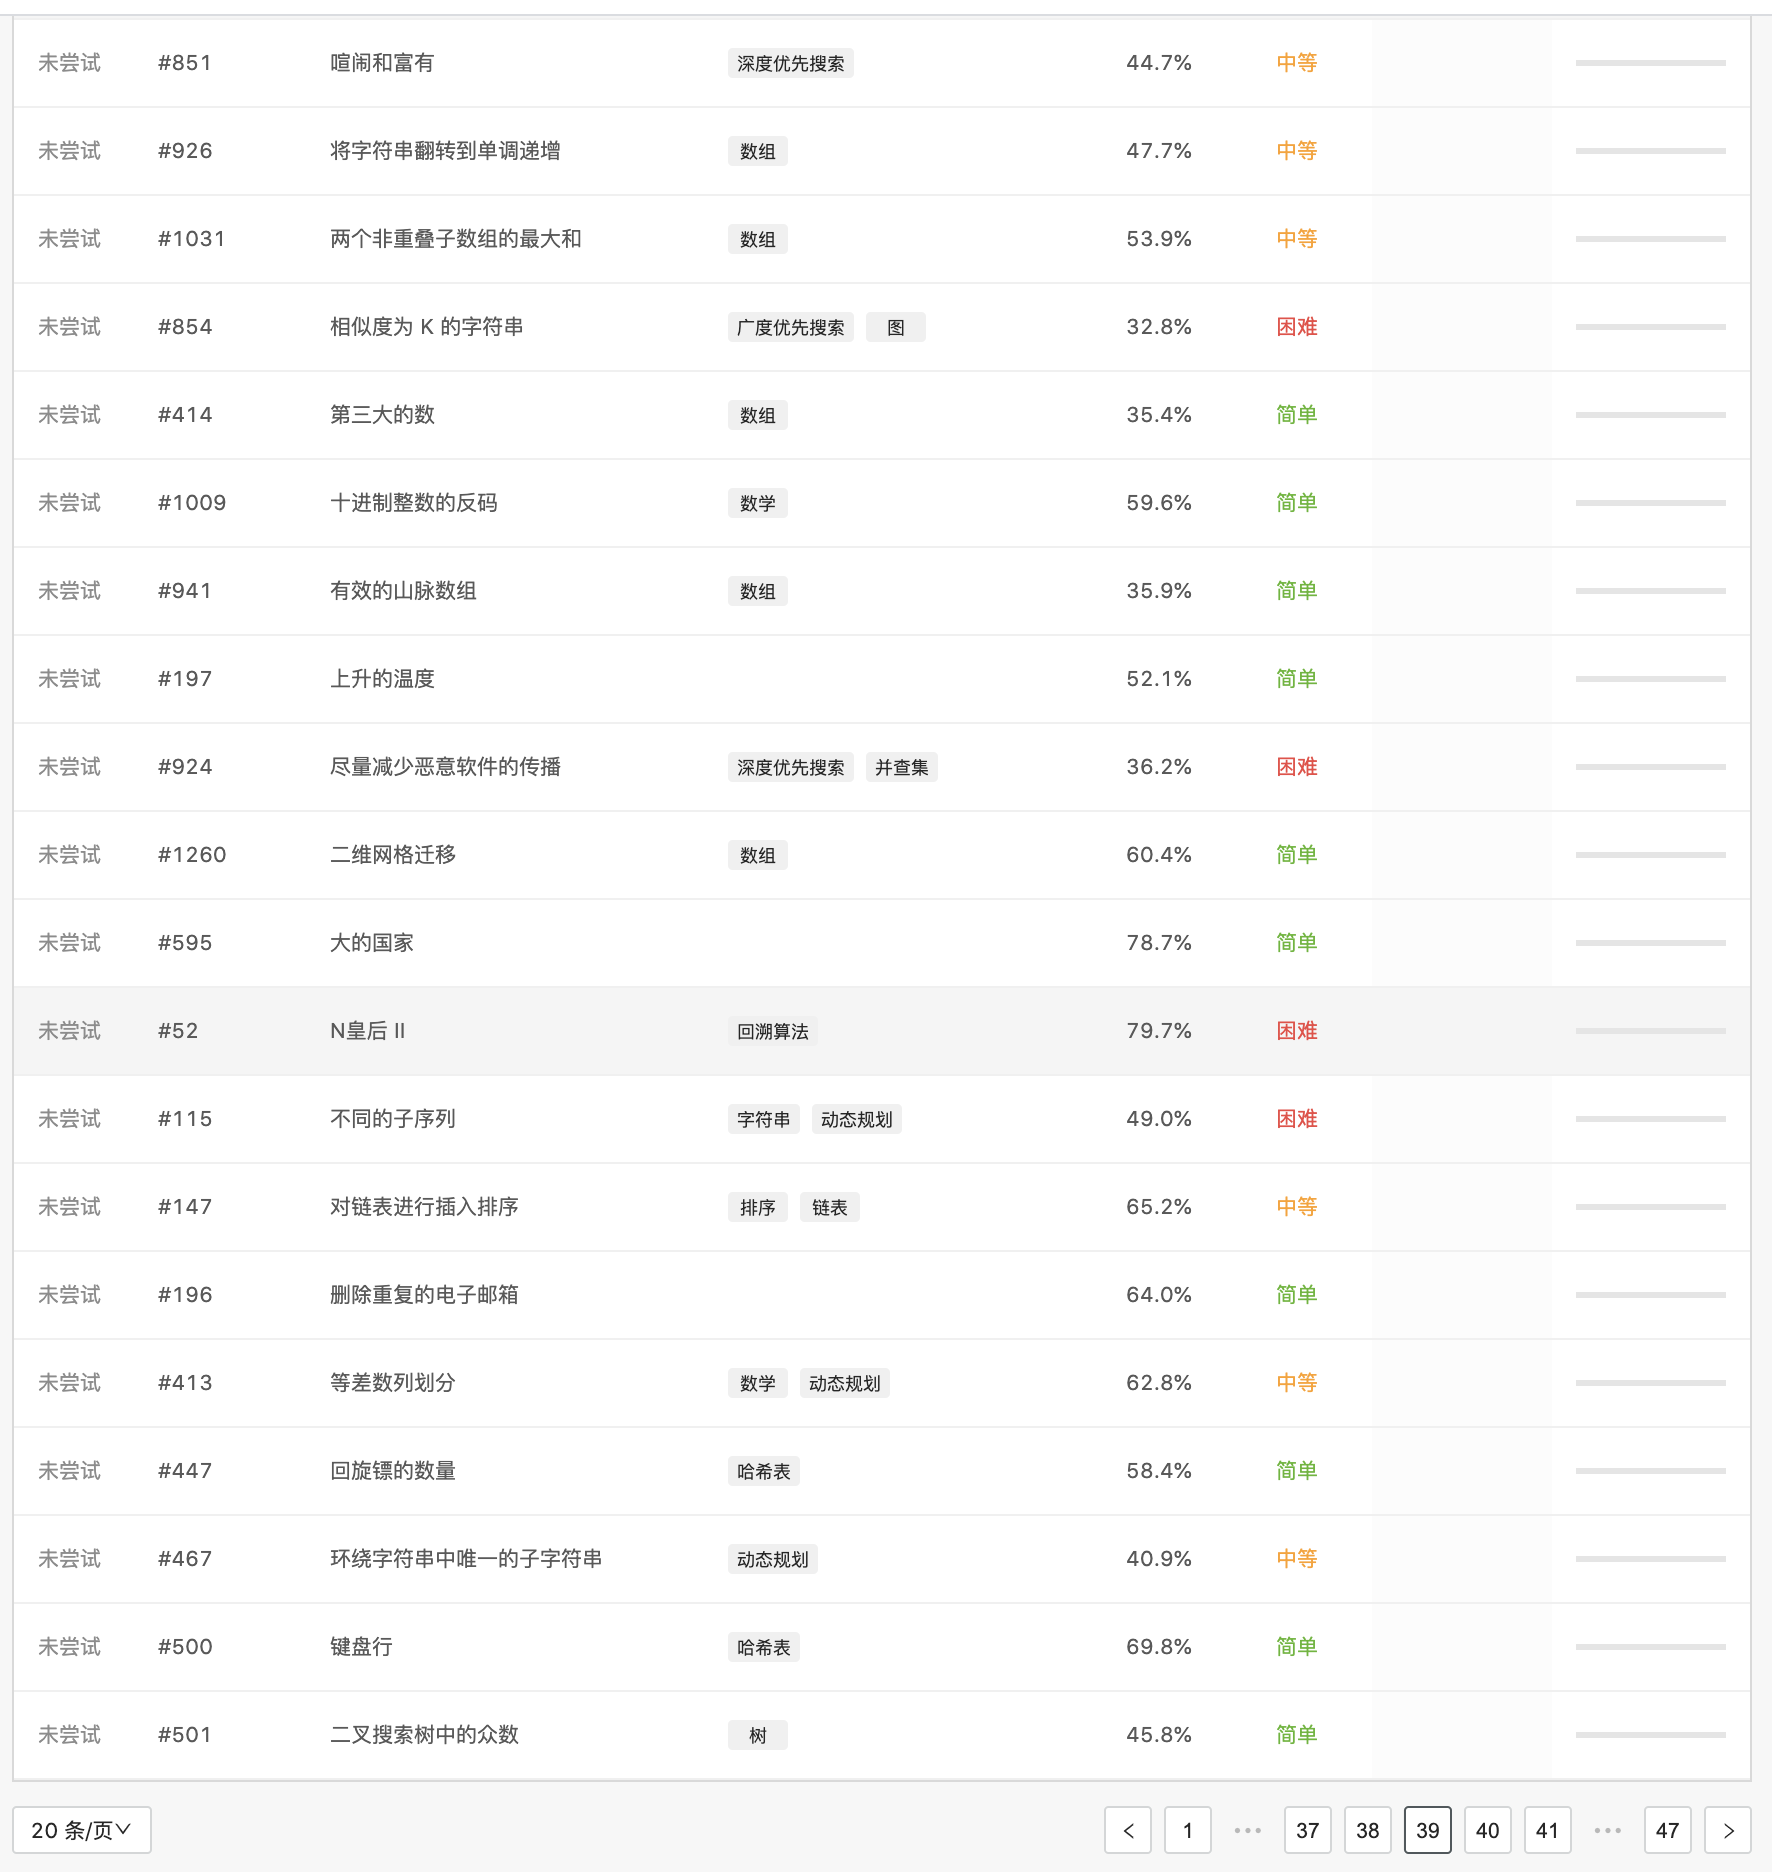 未尝试 #851 喧闹和富有 深度优先搜索 44.7% 中等
未尝试 #926 将字符串翻转到单调递增 数组 47.7% 中等
未尝试 #1031 两个非重叠子数组的最大和 数组 53.9% 中等
未尝试 #854 相似度为 K 的字符串 广度优先搜索 图 32.8% 困难
未尝试 #414 第三大的数 数组 35.4% 简单
未尝试 #1009 十进制整数的反码 数学 59.6% 简单
未尝试 #941 有效的山脉数组 数组 35.9% 简单
未尝试 #197 上升的温度 52.1% 简单
未尝试 #924 尽量减少恶意软件的传播 深度优先搜索 并查集 36.2% 困难
未尝试 #1260 二维网格迁移 数组 60.4% 简单
未尝试 #595 大的国家 78.7% 简单
未尝试 #52 N皇后 II 回溯算法 79.7% 困难
未尝试 #115 不同的子序列 字符串 动态规划 49.0% 困难
未尝试 #147 对链表进行插入排序 排序 链表 65.2% 中等
未尝试 #196 删除重复的电子邮箱 64.0% 简单
未尝试 #413 等差数列划分 数学 动态规划 62.8% 中等
未尝试 #447 回旋镖的数量 哈希表 58.4% 简单
未尝试 #467 环绕字符串中唯一的子字符串 动态规划 40.9% 中等
未尝试 #500 键盘行 哈希表 69.8% 简单
未尝试 #501 二叉搜索树中的众数 树 45.8% 简单
20 条/页 < 1 ••• 37 38 39 40 41 ••• 47 >